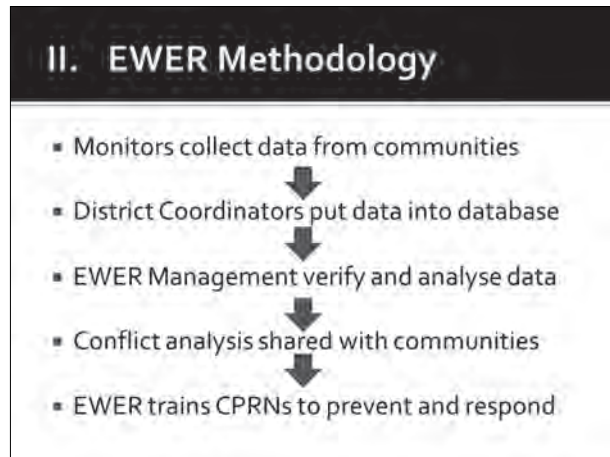 II. EWER Methodology
▪ Monitors collect data from communities
▪ District Coordinators put data into database
▪ EWER Management verify and analyse data
▪ Conflict analysis shared with communities
▪ EWER trains CPRNs to prevent and respond